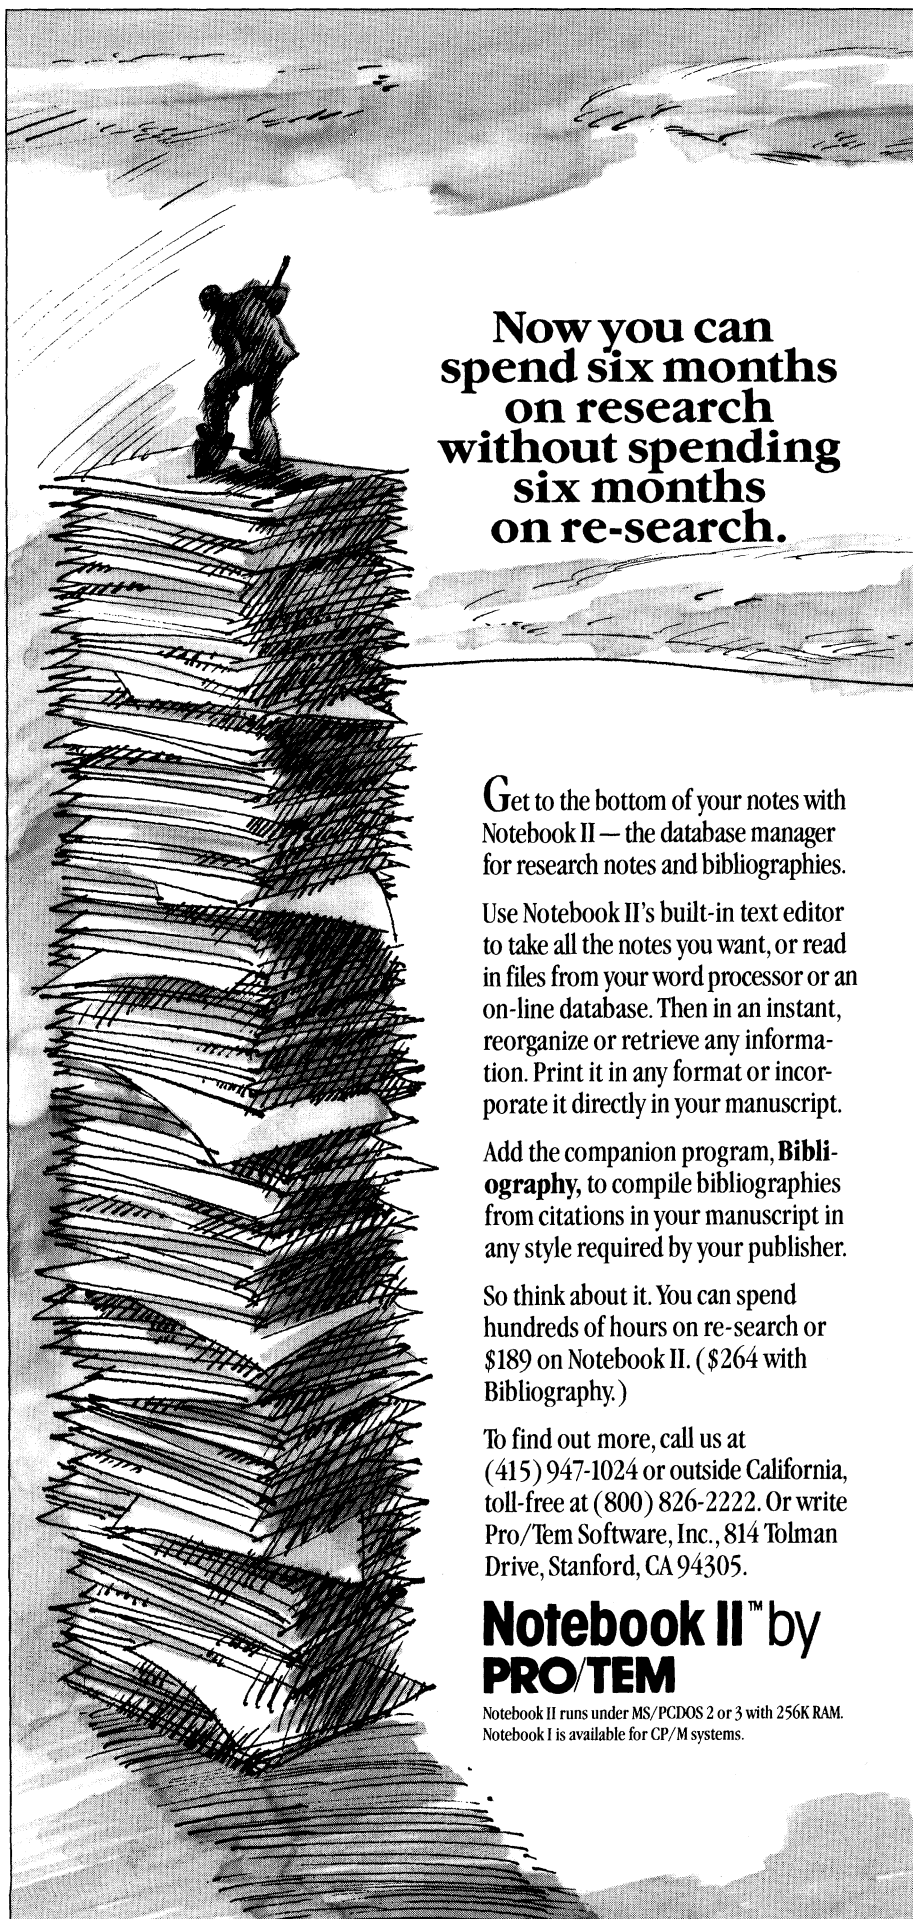 Now you can
spend six months
on research
without spending
six months
on re-search.
Get to the bottom of your notes with
Notebook II — the database manager
for research notes and bibliographies.
Use Notebook II's built-in text editor
to take all the notes you want, or read
in files from your word processor or an
on-line database. Then in an instant,
reorganize or retrieve any informa-
tion. Print it in any format or incor-
porate it directly in your manuscript.
Add the companion program, Bibli-
ography, to compile bibliographies
from citations in your manuscript in
any style required by your publisher.
So think about it. You can spend
hundreds of hours on re-search or
$189 on Notebook II. ($264 with
Bibliography.)
To find out more, call us at
(415) 947-1024 or outside California,
toll-free at (800) 826-2222. Or write
Pro/Tem Software, Inc., 814 Tolman
Drive, Stanford, CA 94305.
Notebook II™ by
PRO/TEM
Notebook II runs under MS/PCDOS 2 or 3 with 256K RAM.
Notebook I is available for CP/M systems.